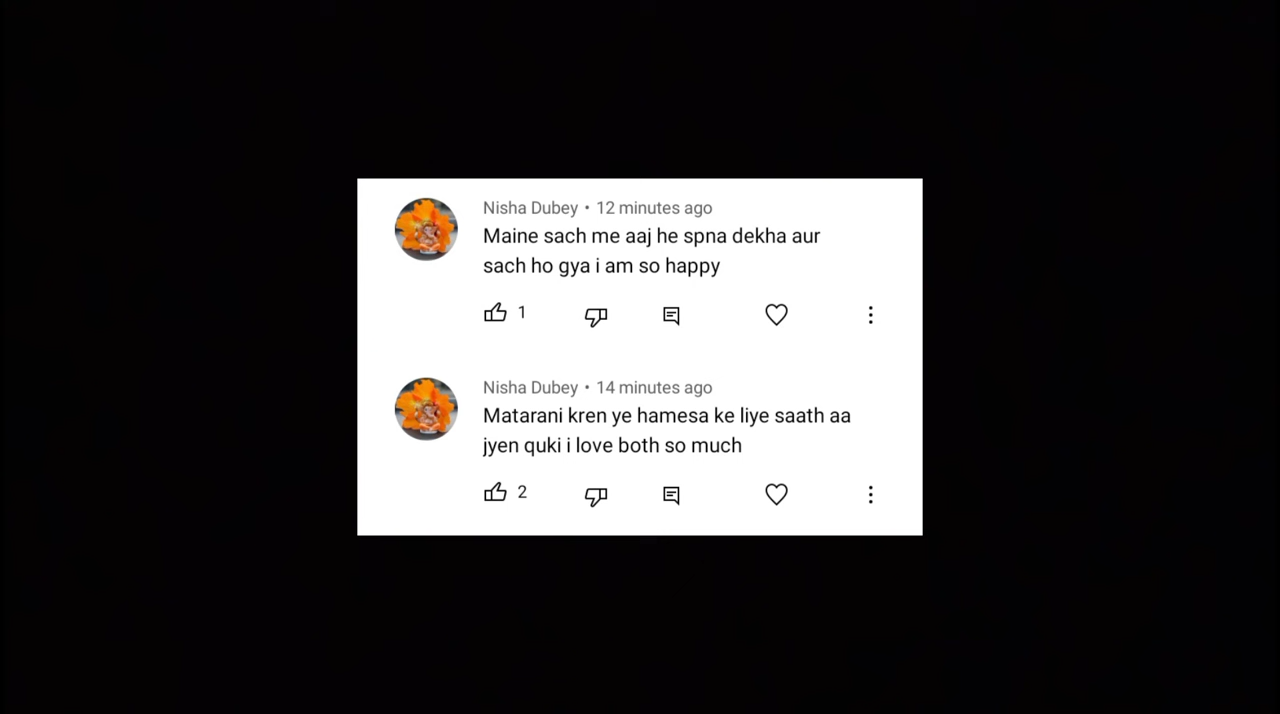 Nisha Dubey • 12 minutes ago
Maine sach me aaj he spna dekha aur
sach ho gya i am so happy
1
Nisha Dubey • 14 minutes ago
Matarani kren ye hamesa ke liye saath aa
jyen quki i love both so much
2